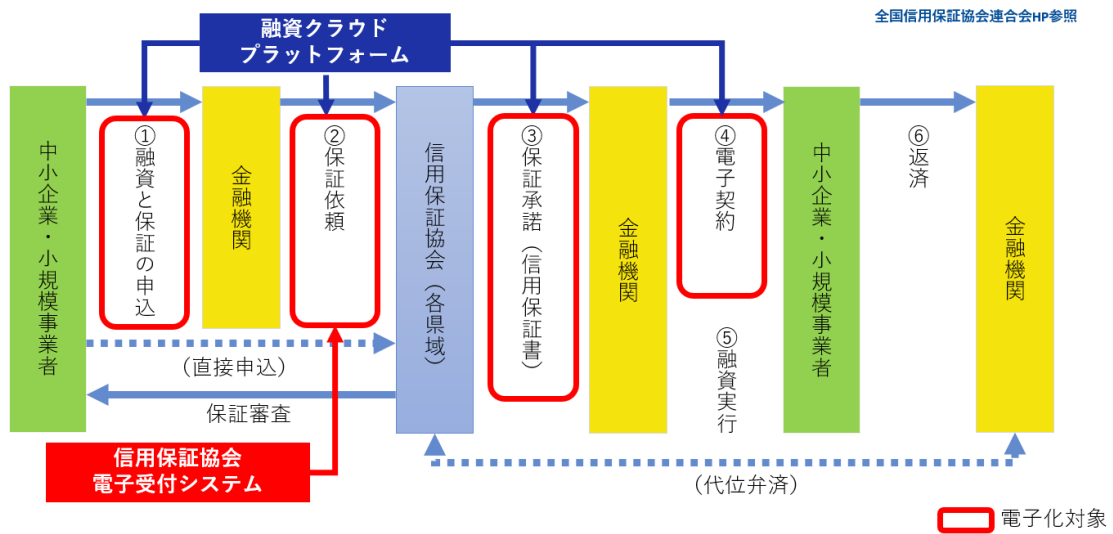 全国信用保証協会連合会HP参照
融資クラウド
プラットフォーム
中小企業・小規模事業者
①融資と保証の申込
金融機関
②保証依頼
信用保証協会（各県域）
③保証承諾（信用保証書）
金融機関
④電子契約
⑤融資実行
中小企業・小規模事業者
⑥返済
金融機関
（直接申込）
保証審査
信用保証協会
電子受付システム
（代位弁済）
電子化対象